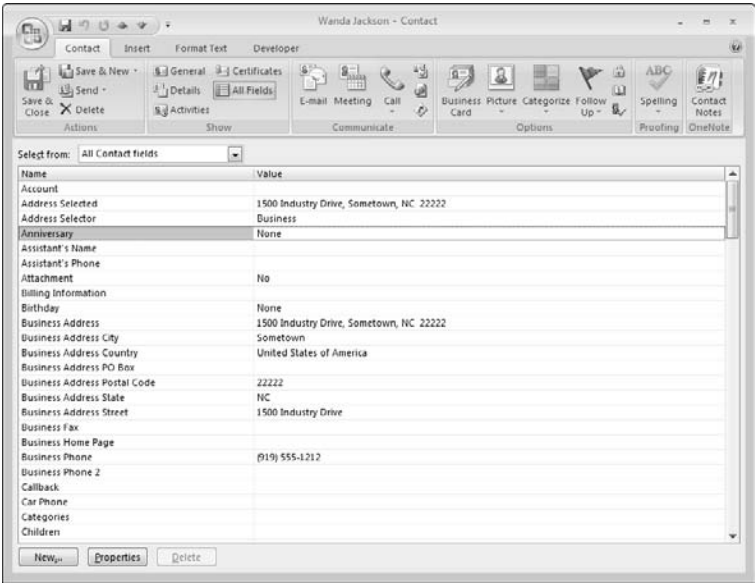 Wanda Jackson - Contact
Contact Insert Format Text Developer
Save & Close
Save & New
Send
Delete
Actions
General Certificates
Details All Fields
Activities
Show
E-mail Meeting Call
Communicate
Business Card Picture Categorize Follow Up
Options
ABC
Spelling
Proofing
Contact Notes
OneNote
Select from: All Contact fields
Name Value
Account
Address Selected 1500 Industry Drive, Sometown, NC 22222
Address Selector Business
Anniversary None
Assistant's Name
Assistant's Phone
Attachment No
Billing Information
Birthday None
Business Address 1500 Industry Drive, Sometown, NC 22222
Business Address City Sometown
Business Address Country United States of America
Business Address PO Box
Business Address Postal Code 22222
Business Address State NC
Business Address Street 1500 Industry Drive
Business Fax
Business Home Page
Business Phone (919) 555-1212
Business Phone 2
Callback
Car Phone
Categories
Children
New... Properties Delete